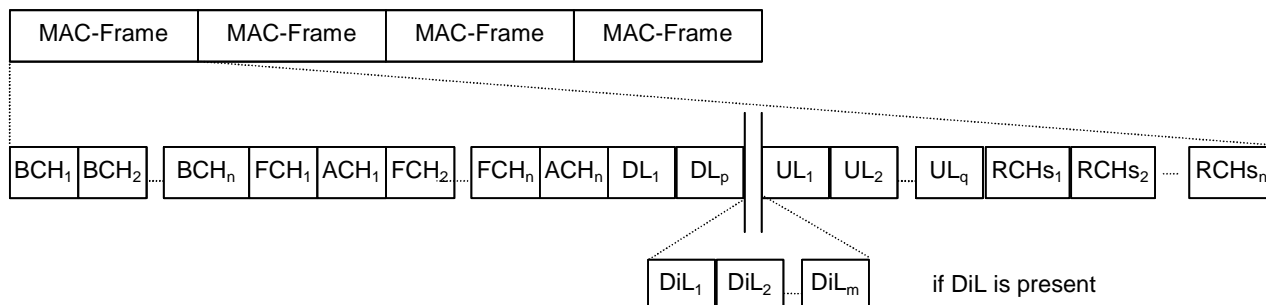 MAC-Frame MAC-Frame MAC-Frame MAC-Frame
BCH₁ BCH₂ ...... BCHₙ FCH₁ ACH₁ FCH₂ ....... FCHₙ ACHₙ DL₁ DLₚ UL₁ UL₂ ..... UL_q RCHs₁ RCHs₂ ..... RCHsₙ
DiL₁ DiL₂ ..... DiLₘ if DiL is present